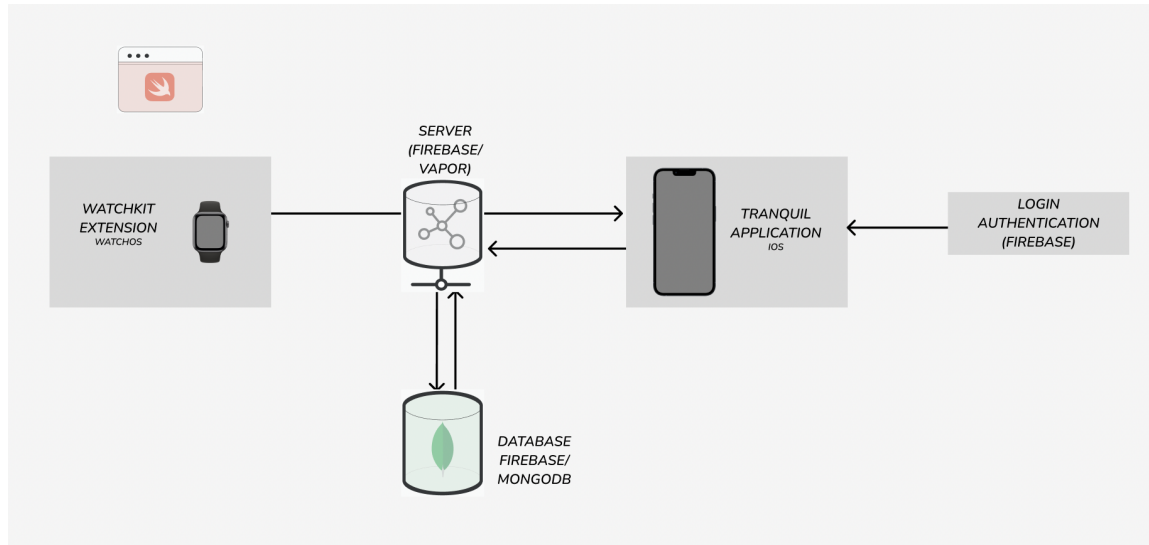 SERVER
(FIREBASE/
VAPOR)
WATCHKIT
EXTENSION
WATCHOS
TRANQUIL
APPLICATION
IOS
LOGIN
AUTHENTICATION
(FIREBASE)
DATABASE
FIREBASE/
MONGODB